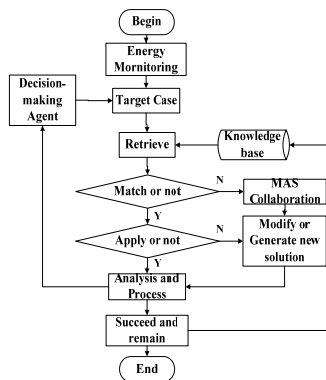 Begin
Energy
Mornitoring
Decision-
making
Agent
Target Case
Retrieve
Knowledge
base
Match or not
N
MAS
Collaboration
Y
Apply or not
N
Modify or
Generate new
solution
Y
Analysis and
Process
Succeed and
remain
End